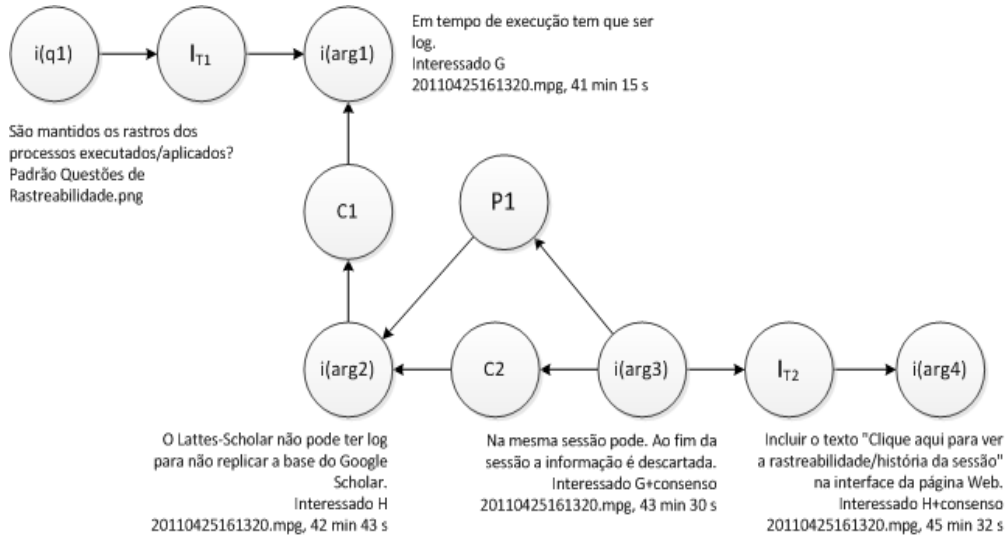 i(q1)
I_T1
i(arg1)
Em tempo de execução tem que ser
log.
Interessado G
20110425161320.mpg, 41 min 15 s
São mantidos os rastros dos
processos executados/aplicados?
Padrão Questões de
Rastreabilidade.png
C1
P1
i(arg2)
C2
i(arg3)
I_T2
i(arg4)
O Lattes-Scholar não pode ter log
para não replicar a base do Google
Scholar.
Interessado H
20110425161320.mpg, 42 min 43 s
Na mesma sessão pode. Ao fim da
sessão a informação é descartada.
Interessado G+consenso
20110425161320.mpg, 43 min 30 s
Incluir o texto "Clique aqui para ver
a rastreabilidade/história da sessão"
na interface da página Web.
Interessado H+consenso
20110425161320.mpg, 45 min 32 s